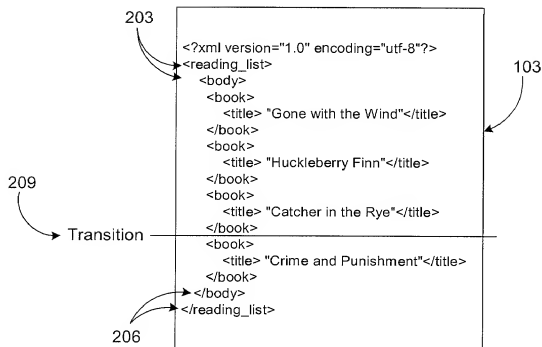 203
<?xml version="1.0" encoding="utf-8"?>
<reading_list>
<body>
<book>
<title> "Gone with the Wind"</title>
</book>
<book>
<title> "Huckleberry Finn"</title>
</book>
<book>
<title> "Catcher in the Rye"</title>
</book>
<book>
<title> "Crime and Punishment"</title>
</book>
</body>
</reading_list>
103
209
Transition
206